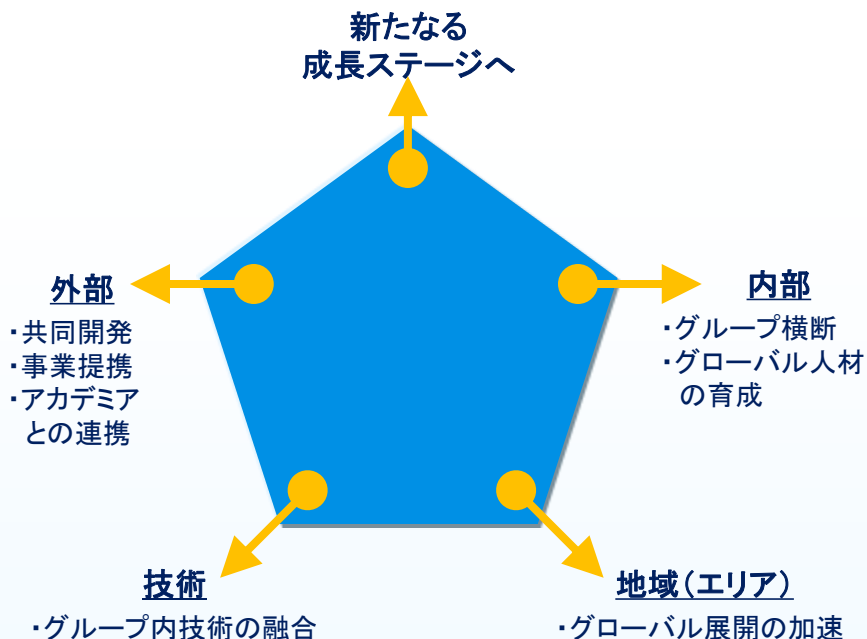 新たなる
成長ステージへ
外部
・共同開発
・事業提携
・アカデミア
との連携
内部
・グループ横断
・グローバル人材
の育成
技術
・グループ内技術の融合
地域(エリア)
・グローバル展開の加速